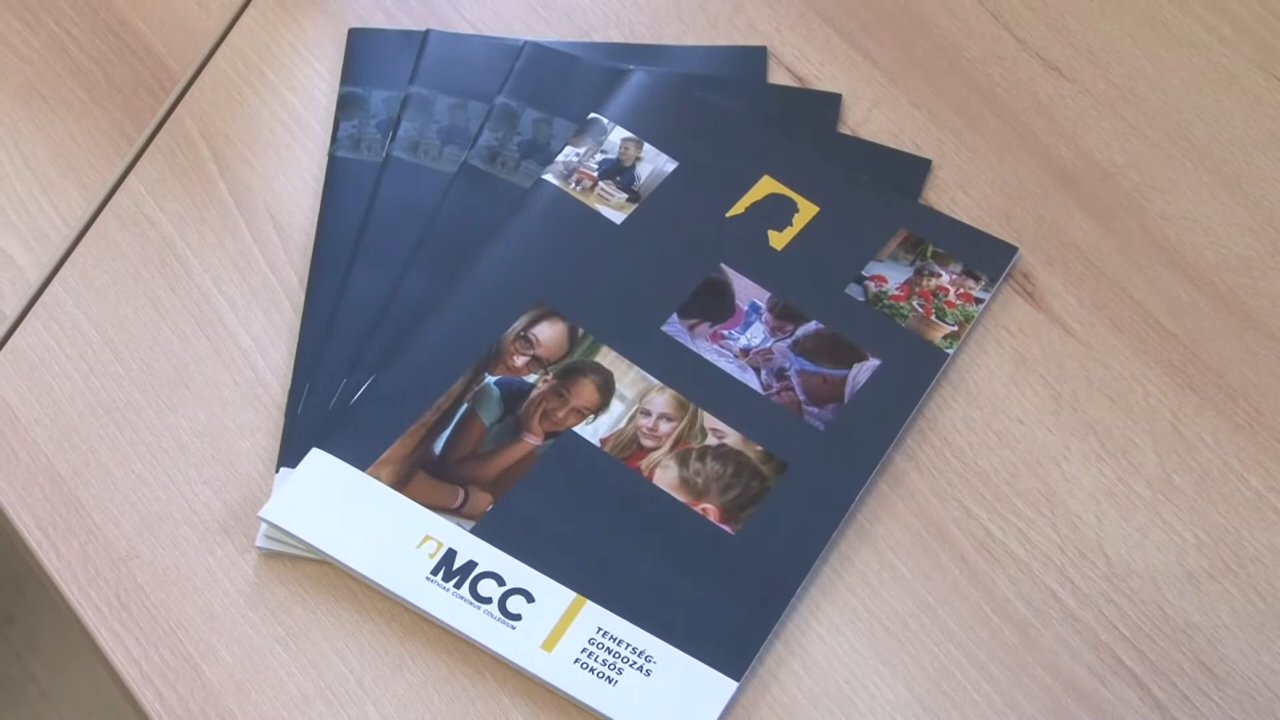 MCC
MATHIAS CORVINUS COLLEGIUM
TEHETSÉG-
GONDOZÁS
FELSŐS
FOKON!